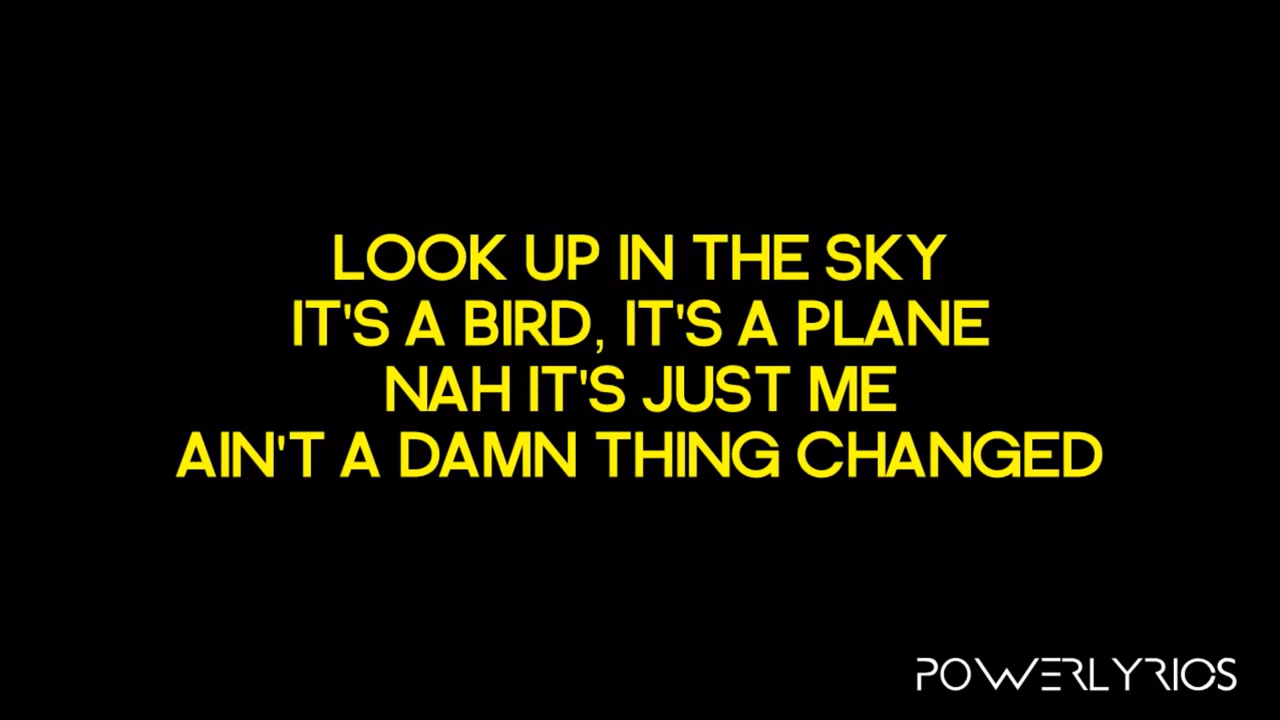 LOOK UP IN THE SKY
IT'S A BIRD, IT'S A PLANE
NAH IT'S JUST ME
AIN'T A DAMN THING CHANGED
POWERLYRICS